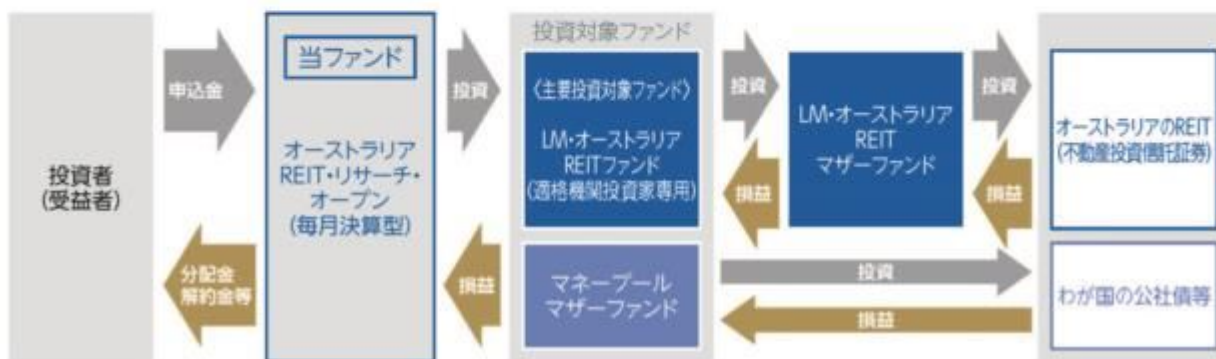 投資者
(受益者)
申込金
分配金
解約金等
当ファンド
オーストラリア
REIT・リサーチ・
オープン
(毎月決算型)
投資
損益
投資対象ファンド
〈主要投資対象ファンド〉
LM・オーストラリア
REITファンド
(適格機関投資家専用)
マネープール
マザーファンド
投資
損益
LM・オーストラリア
REIT
マザーファンド
投資
損益
オーストラリアのREIT
(不動産投資信託証券)
投資
損益
わが国の公社債等